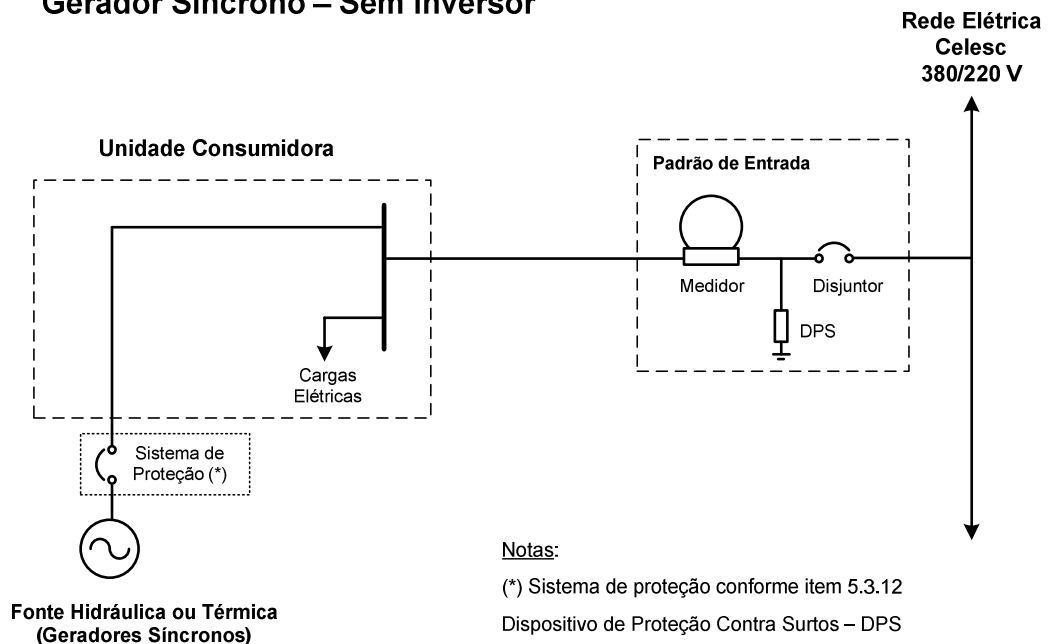 Gerador Síncrono – Sem Inversor
Rede Elétrica
Celesc
380/220 V
Unidade Consumidora
Padrão de Entrada
Medidor
Disjuntor
DPS
Cargas
Elétricas
Sistema de
Proteção (*)
Notas:
(*) Sistema de proteção conforme item 5.3.12
Dispositivo de Proteção Contra Surtos – DPS
Fonte Hidráulica ou Térmica
(Geradores Síncronos)